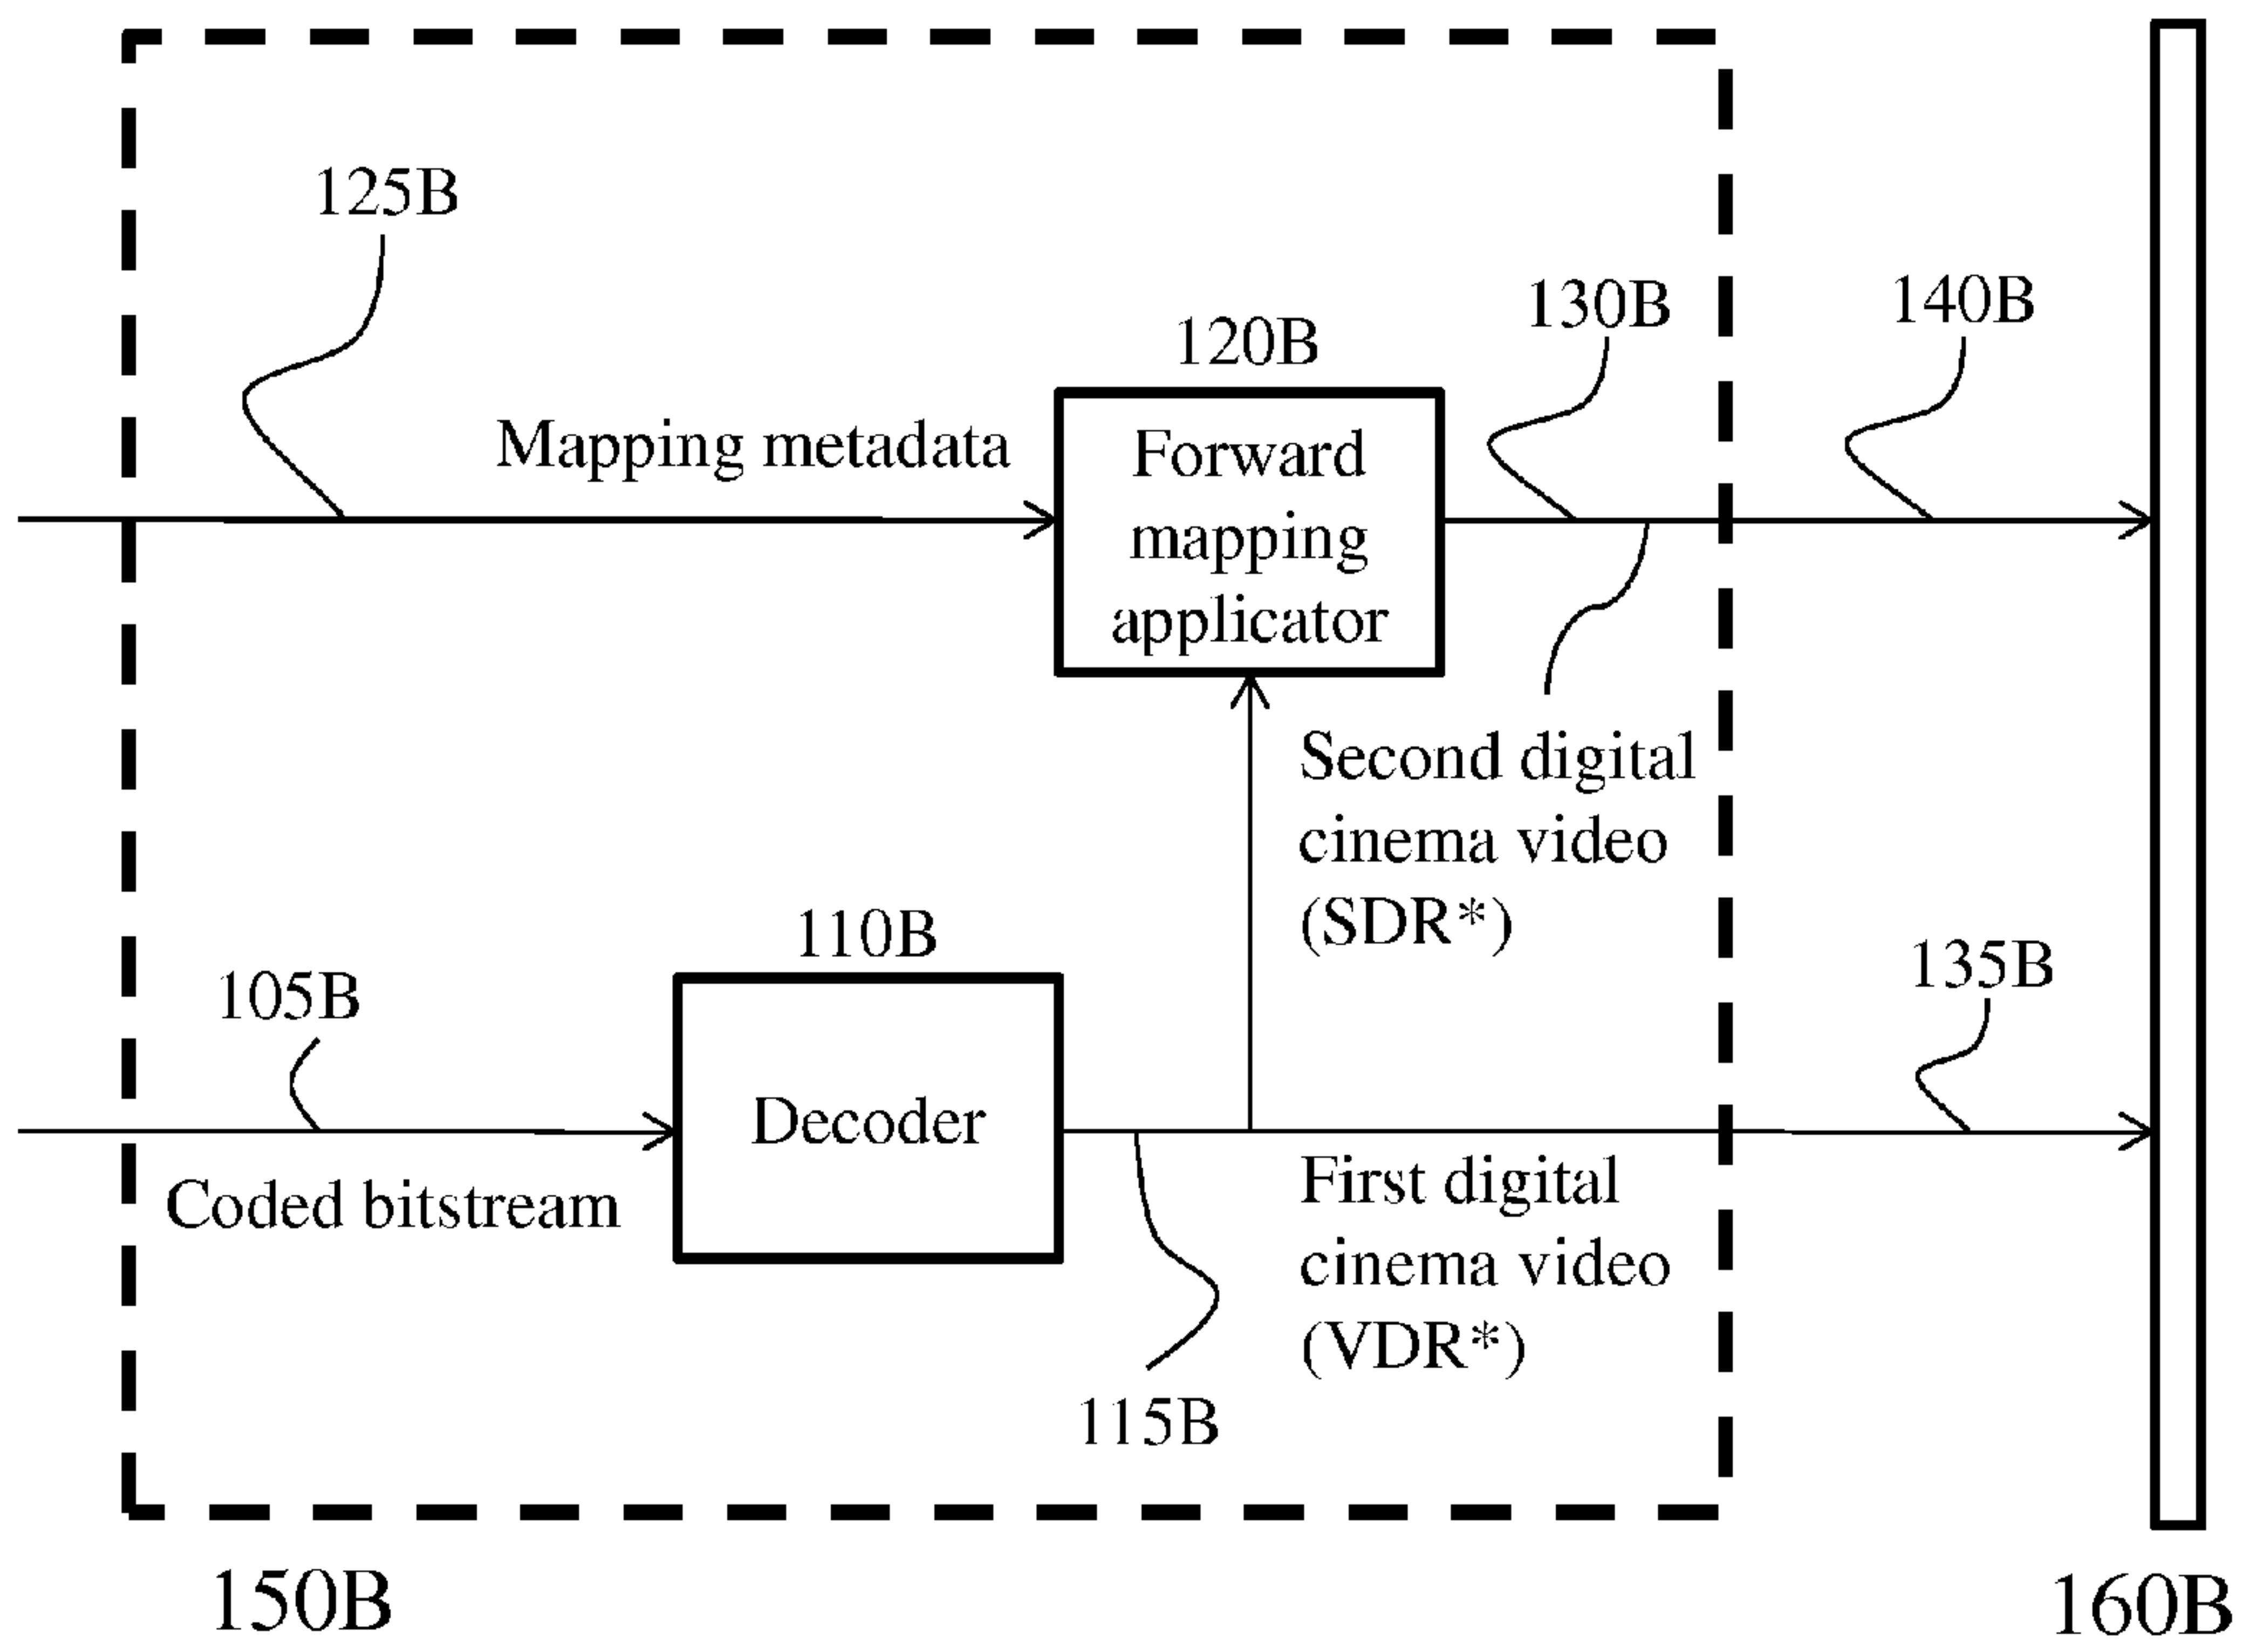 125B
130B
140B
120B
Mapping metadata
Forward
mapping
applicator
Second digital
cinema video
(SDR*)
110B
135B
105B
Decoder
Coded bitstream
First digital
cinema video
(VDR*)
115B
150B
160B